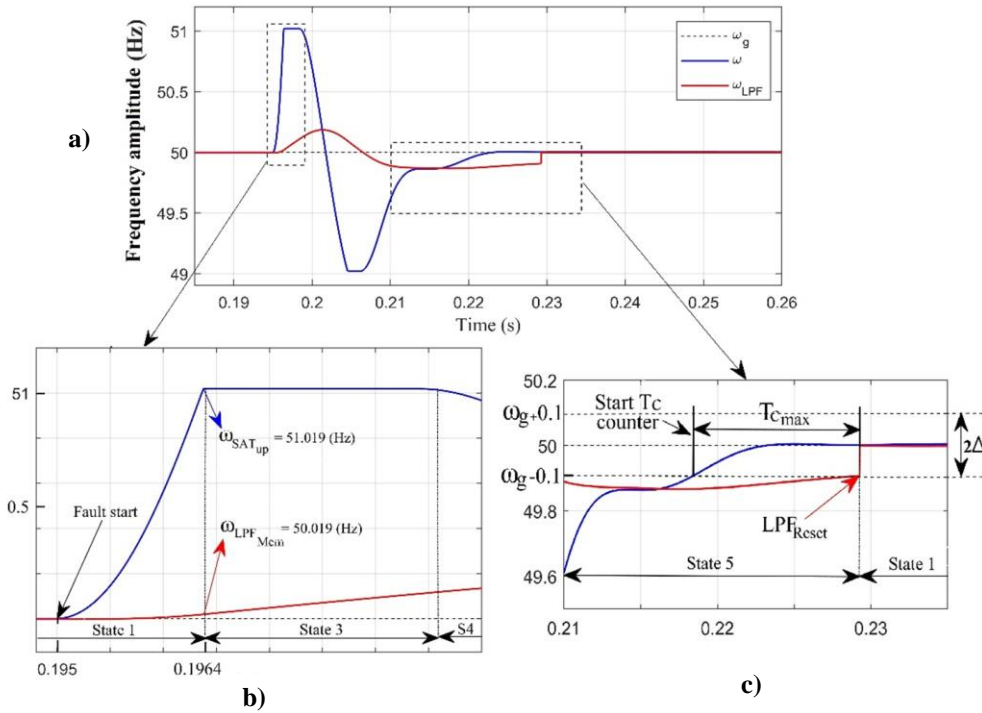 a)
Frequency amplitude (Hz)
51
50.5
50
49.5
49
0.19
0.2
0.21
0.22
0.23
0.24
0.25
0.26
Time (s)
ω_g
ω
ω_LPF
51
0.5
Fault start
ω_SAT_up = 51.019 (Hz)
ω_LPF_Mem = 50.019 (Hz)
State 1
State 3
S4
0.195
0.1964
b)
50.2
ω_g+0.1
50
ω_g-0.1
49.8
49.6
Start Tc counter
Tc_max
2Δ
LPF_Reset
State 5
State 1
0.21
0.22
0.23
c)